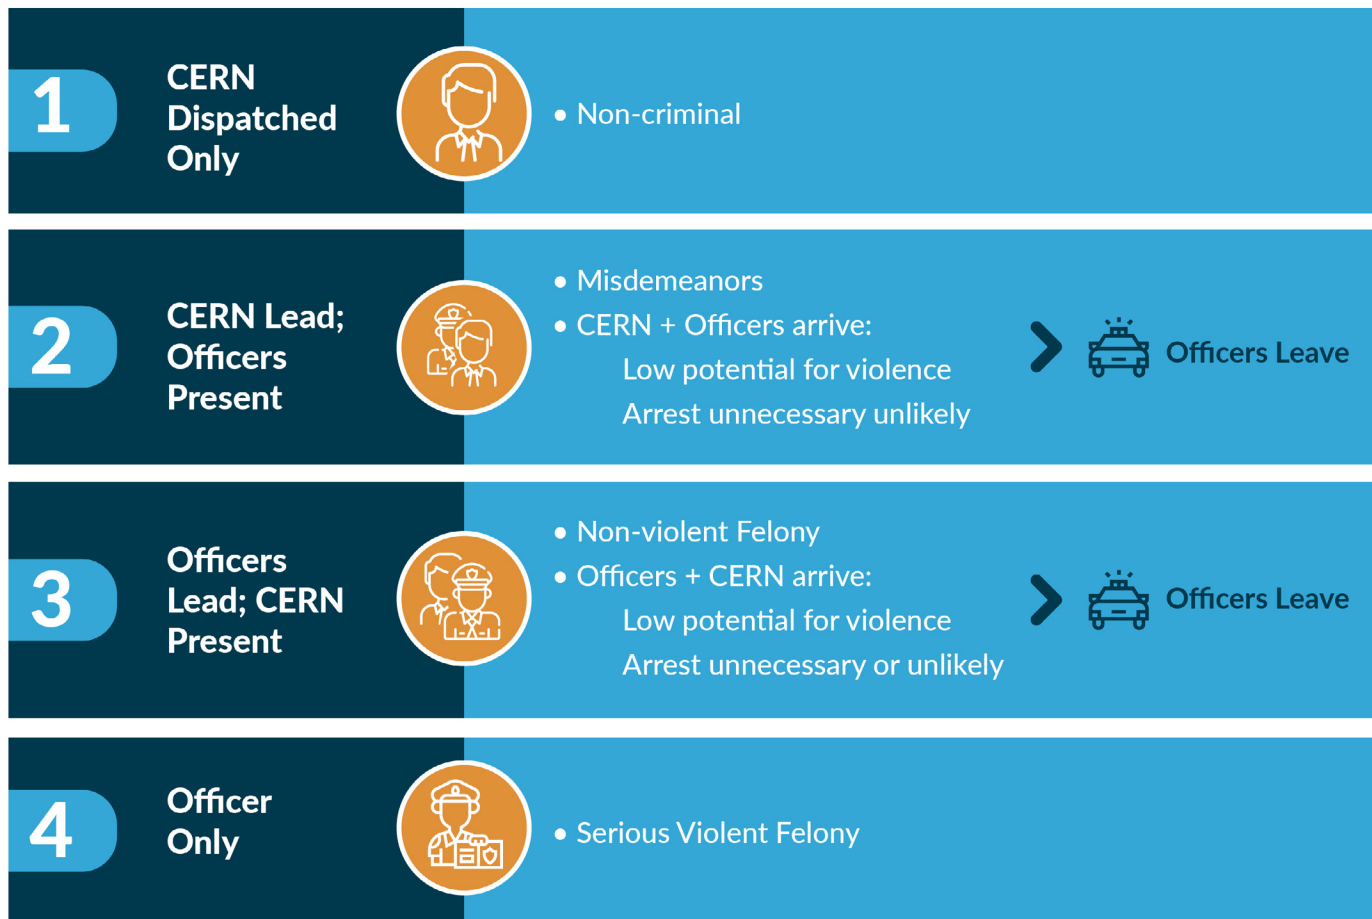 1
CERN
Dispatched
Only
• Non-criminal
2
CERN Lead;
Officers
Present
• Misdemeanors
• CERN + Officers arrive:
Low potential for violence
Arrest unnecessary unlikely
Officers Leave
3
Officers
Lead; CERN
Present
• Non-violent Felony
• Officers + CERN arrive:
Low potential for violence
Arrest unnecessary or unlikely
Officers Leave
4
Officer
Only
• Serious Violent Felony